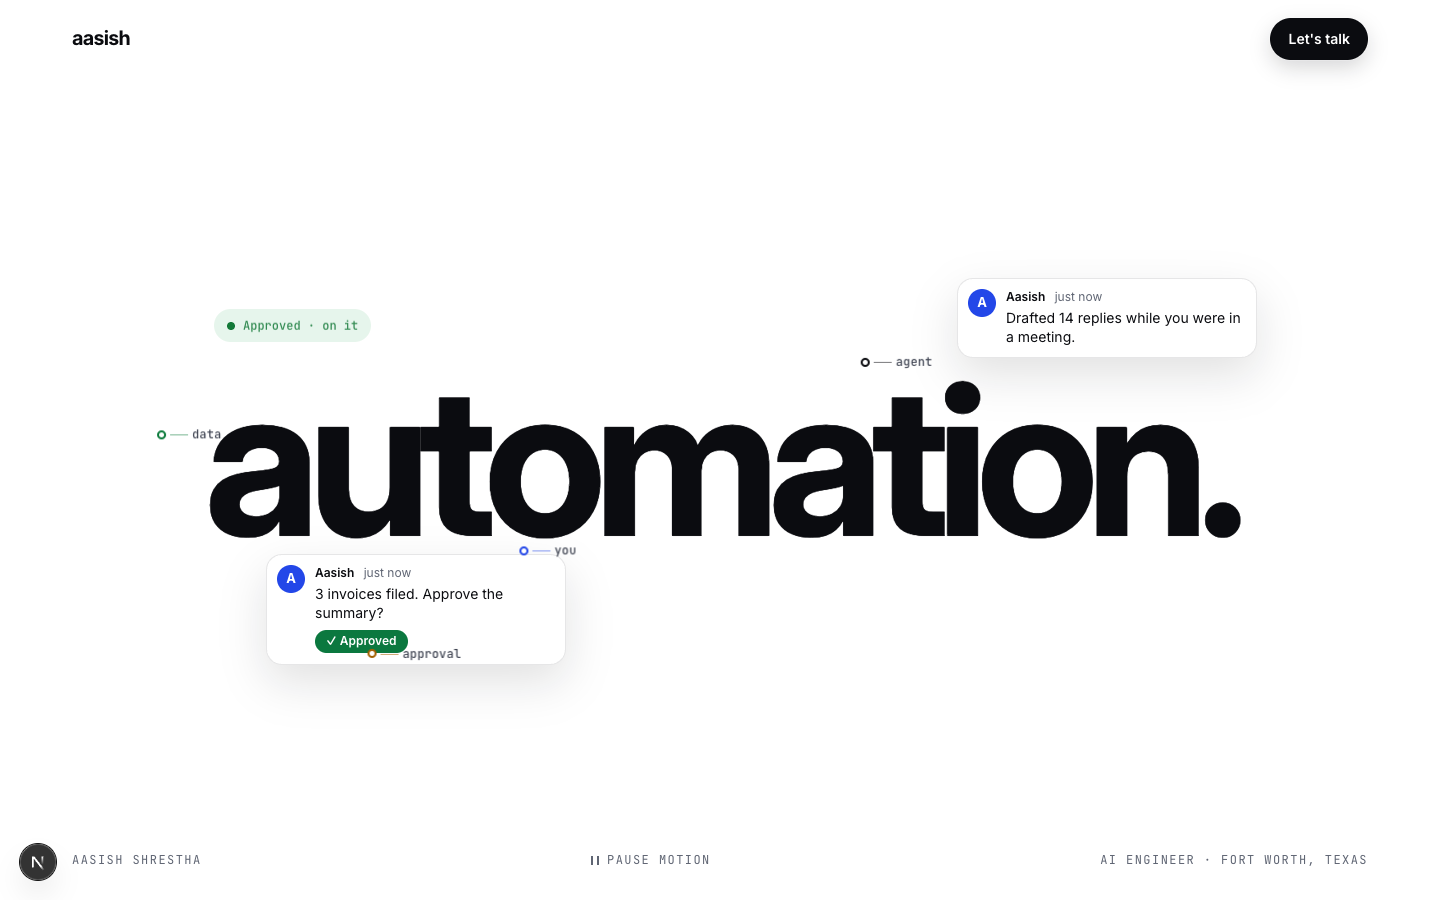 aasish
Let's talk
A
Aasish just now
Drafted 14 replies while you were in
a meeting.
Approved · on it
agent
data
automation.
you
A
Aasish just now
3 invoices filed. Approve the
summary?
✓ Approved
approval
N
AASISH SHRESTHA
PAUSE MOTION
AI ENGINEER · FORT WORTH, TEXAS